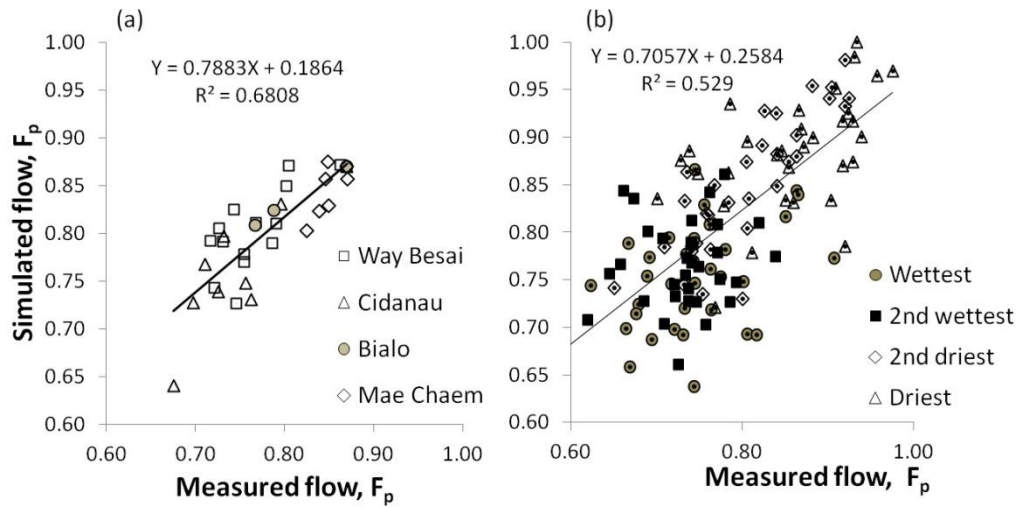 (a)
Y = 0.7883X + 0.1864
R² = 0.6808
1.00
0.95
0.90
0.85
0.80
0.75
0.70
0.65
0.60
Simulated flow, Fp
0.60 0.70 0.80 0.90 1.00
Measured flow, Fp
Way Besai
Cidanau
Bialo
Mae Chaem
(b)
Y = 0.7057X + 0.2584
R² = 0.529
1.00
0.95
0.90
0.85
0.80
0.75
0.70
0.65
0.60
0.60 0.80 1.00
Measured flow, Fp
Wettest
2nd wettest
2nd driest
Driest